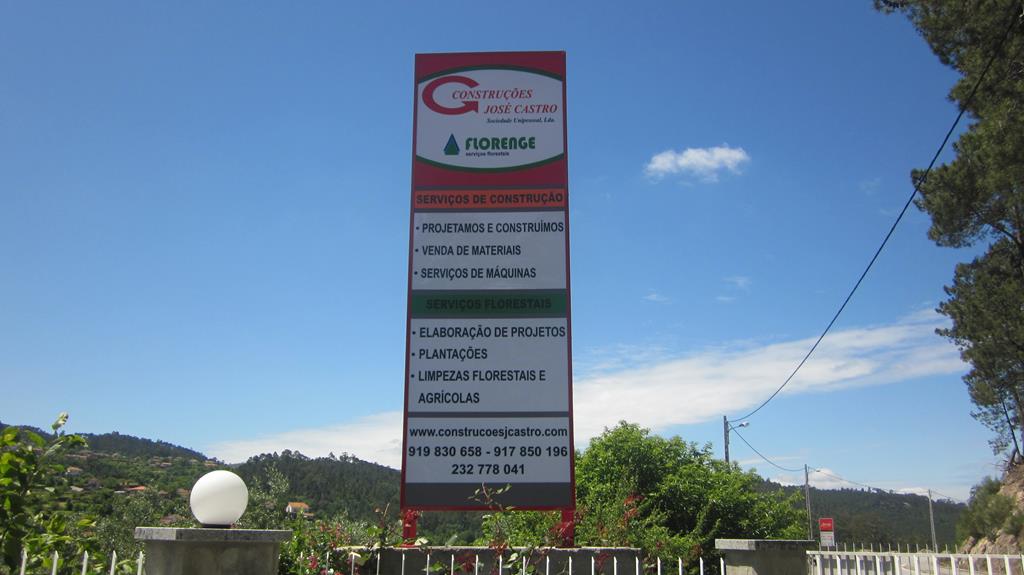 CONSTRUÇÕES
JOSÉ CASTRO
Sociedade Unipessoal, Lda.
FLORENGE
serviços florestais
SERVIÇOS DE CONSTRUÇÃO
• PROJETAMOS E CONSTRUÍMOS
• VENDA DE MATERIAIS
• SERVIÇOS DE MÁQUINAS
SERVIÇOS FLORESTAIS
• ELABORAÇÃO DE PROJETOS
• PLANTAÇÕES
• LIMPEZAS FLORESTAIS E
AGRÍCOLAS
www.construcoesjcastro.com
919 830 658 - 917 850 196
232 778 041